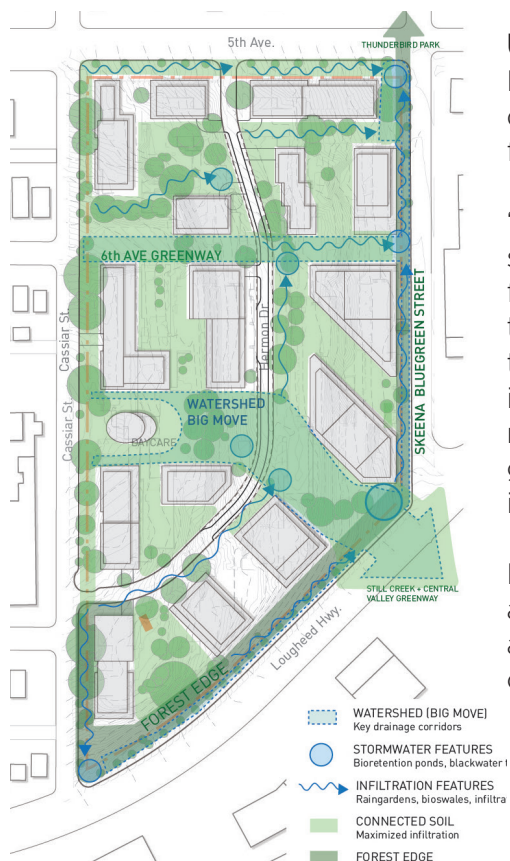 THUNDERBIRD PARK
5th Ave.
6TH AVE GREENWAY
Cassiar St.
Hermon Dr.
SKEENA BLUEGREEN STREET
Cassiar St.
WATERSHED
BIG MOVE
DAYCARE
STILL CREEK + CENTRAL
VALLEY GREENWAY
Lougheed Hwy.
FOREST EDGE
WATERSHED (BIG MOVE)
Key drainage corridors
STORMWATER FEATURES
Bioretention ponds, blackwater
INFILTRATION FEATURES
Raingardens, bioswales, infiltra
CONNECTED SOIL
Maximized infiltration
FOREST EDGE